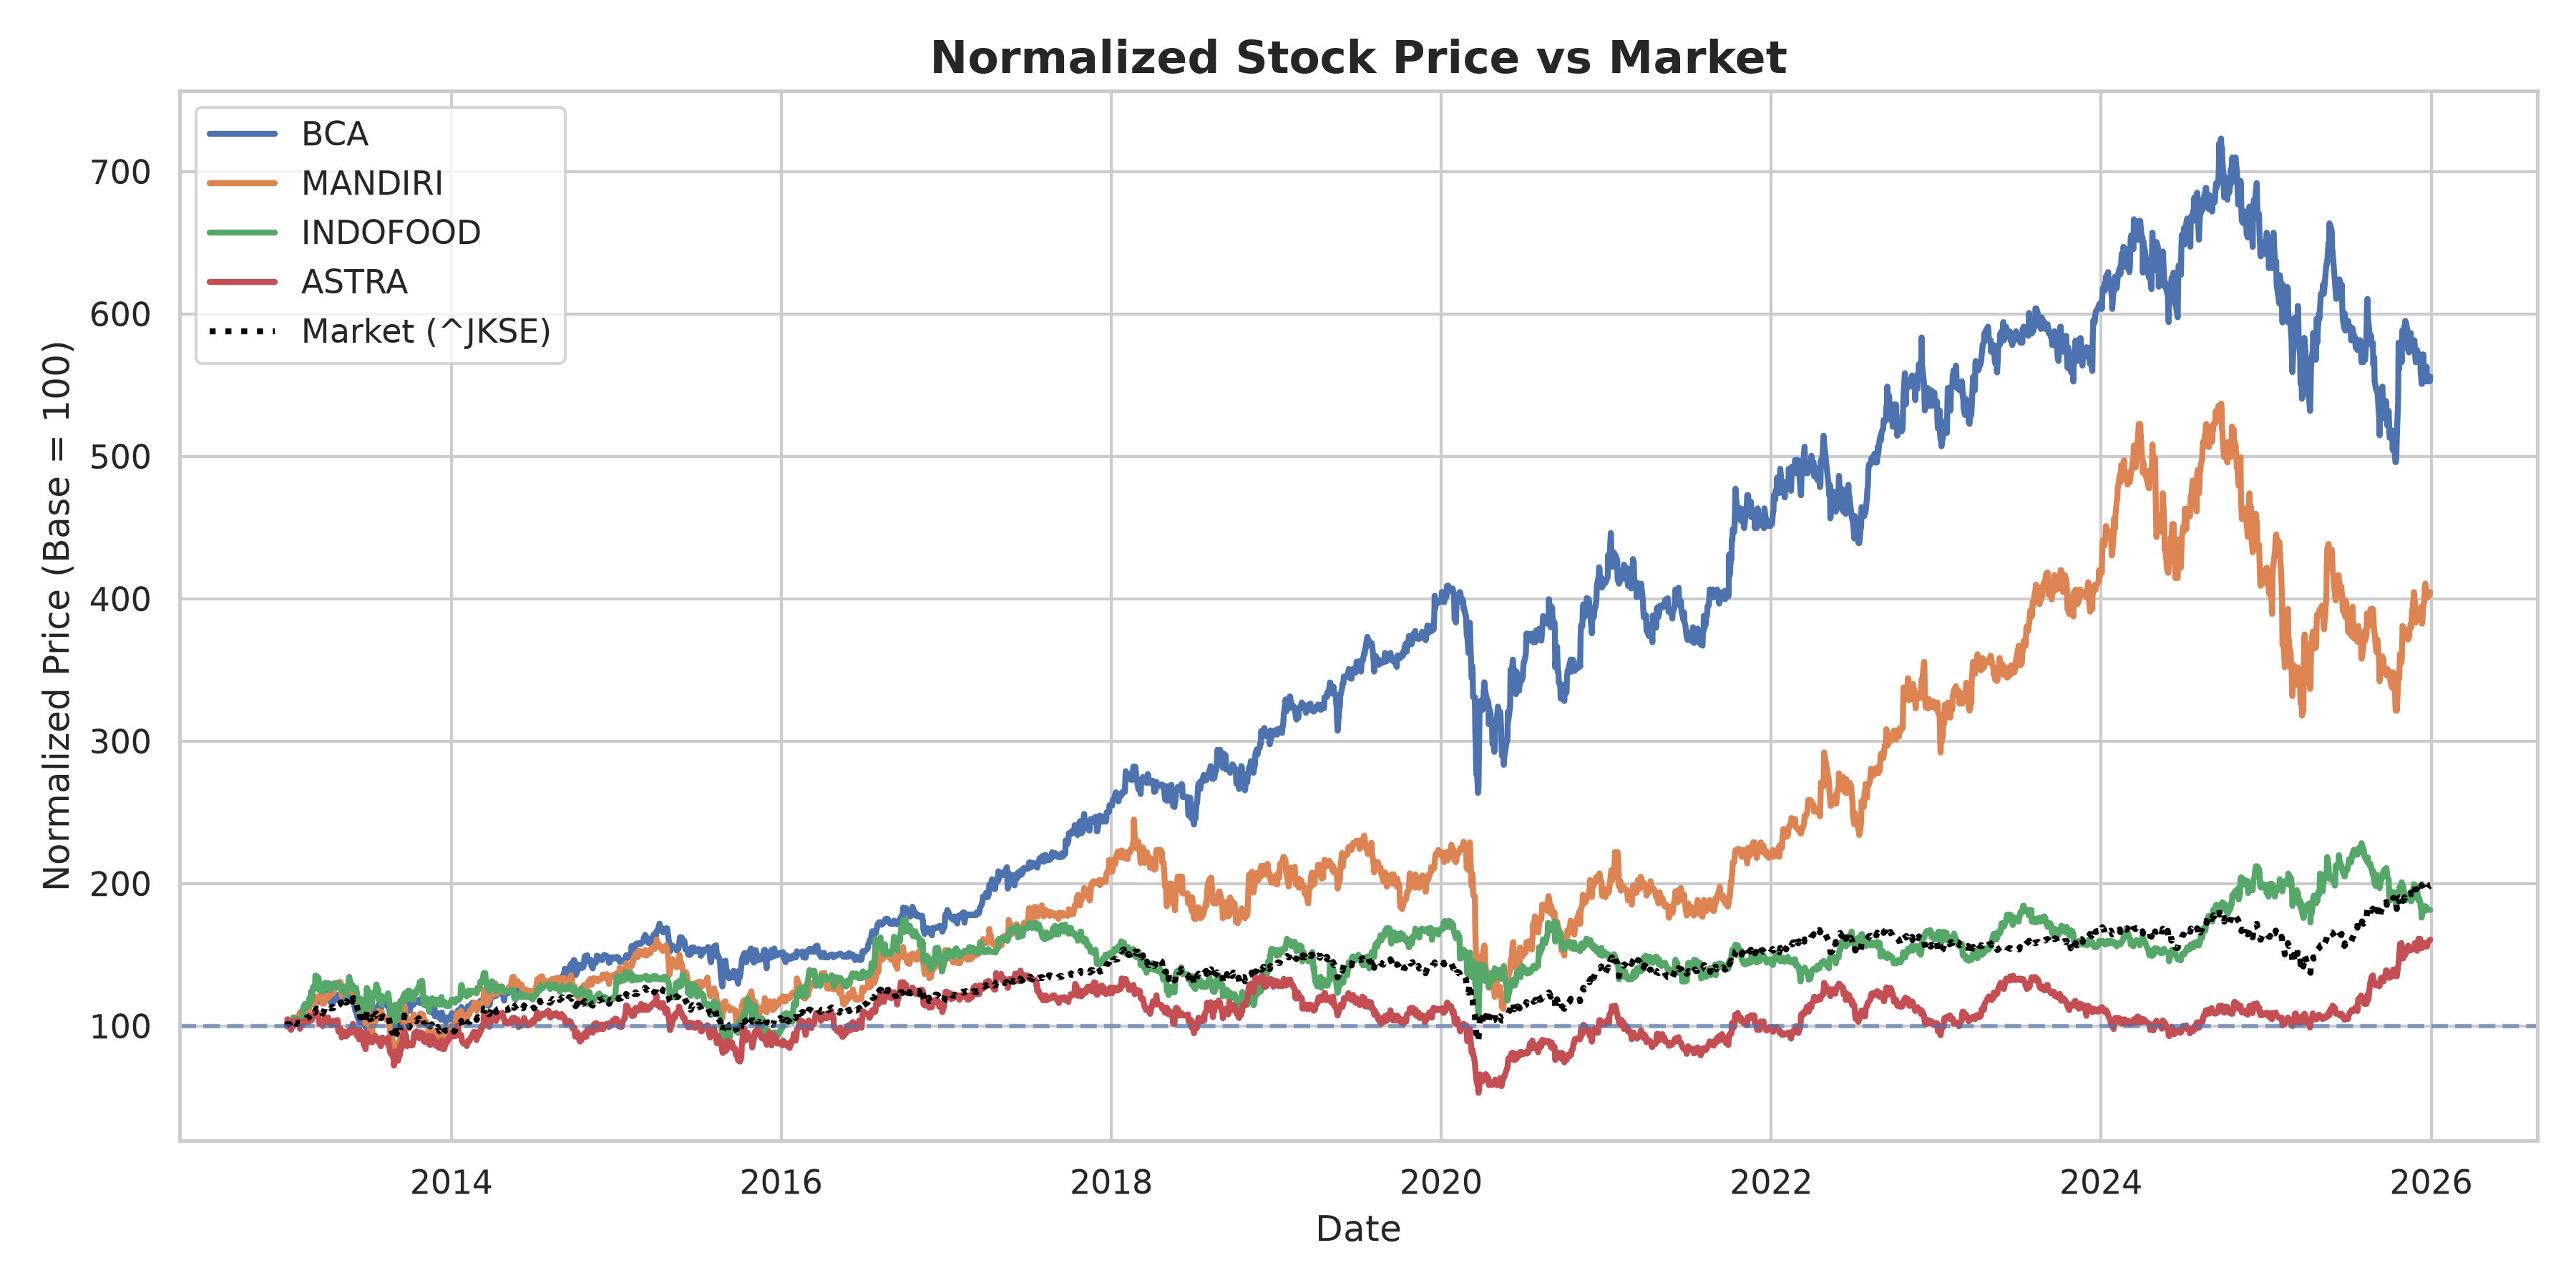 Normalized Stock Price vs Market
BCA
MANDIRI
INDOFOOD
ASTRA
Market (^JKSE)
Normalized Price (Base = 100)
700
600
500
400
300
200
100
2014 2016 2018 2020 2022 2024 2026
Date